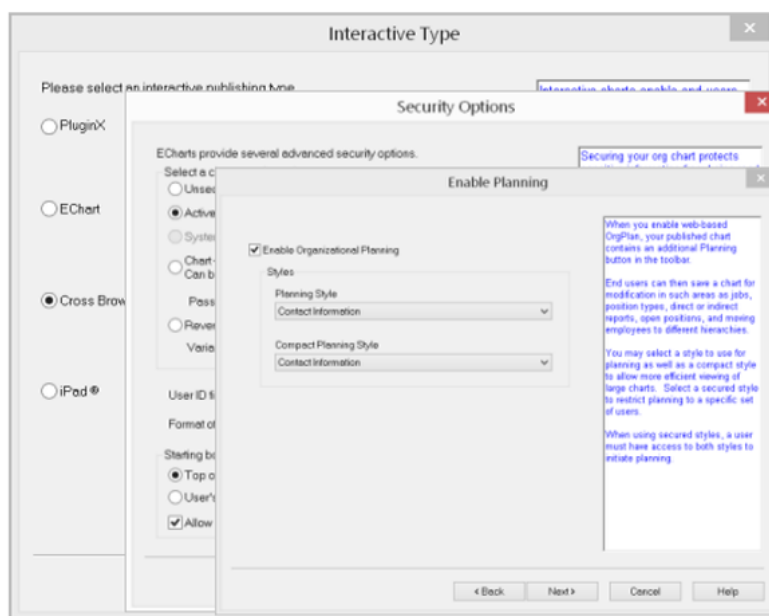 Interactive Type
Please select an interactive publishing type
Interactive charts enable end users
PluginX
EChart
Cross Brow
iPad ®
Security Options
ECharts provide several advanced security options.
Securing your org chart protects
Select a c
Unsec
Active
System
Chart-
Can b
Pass
Rever
Varia
User ID fi
Format of
Starting bo
Top o
User's
Allow
Enable Planning
Enable Organizational Planning
Styles
Planning Style
Contact Information
Compact Planning Style
Contact Information
When you enable web-based
OrgPlan, your published chart
contains an additional Planning
button in the toolbar.
End users can then save a chart for
modification in such areas as jobs,
position types, direct or indirect
reports, open positions, and moving
employees to different hierarchies.
You may select a style to use for
planning as well as a compact style
to allow more efficient viewing of
large charts. Select a secured style
to restrict planning to a specific set
of users.
When using secured styles, a user
must have access to both styles to
initiate planning.
< Back
Next >
Cancel
Help